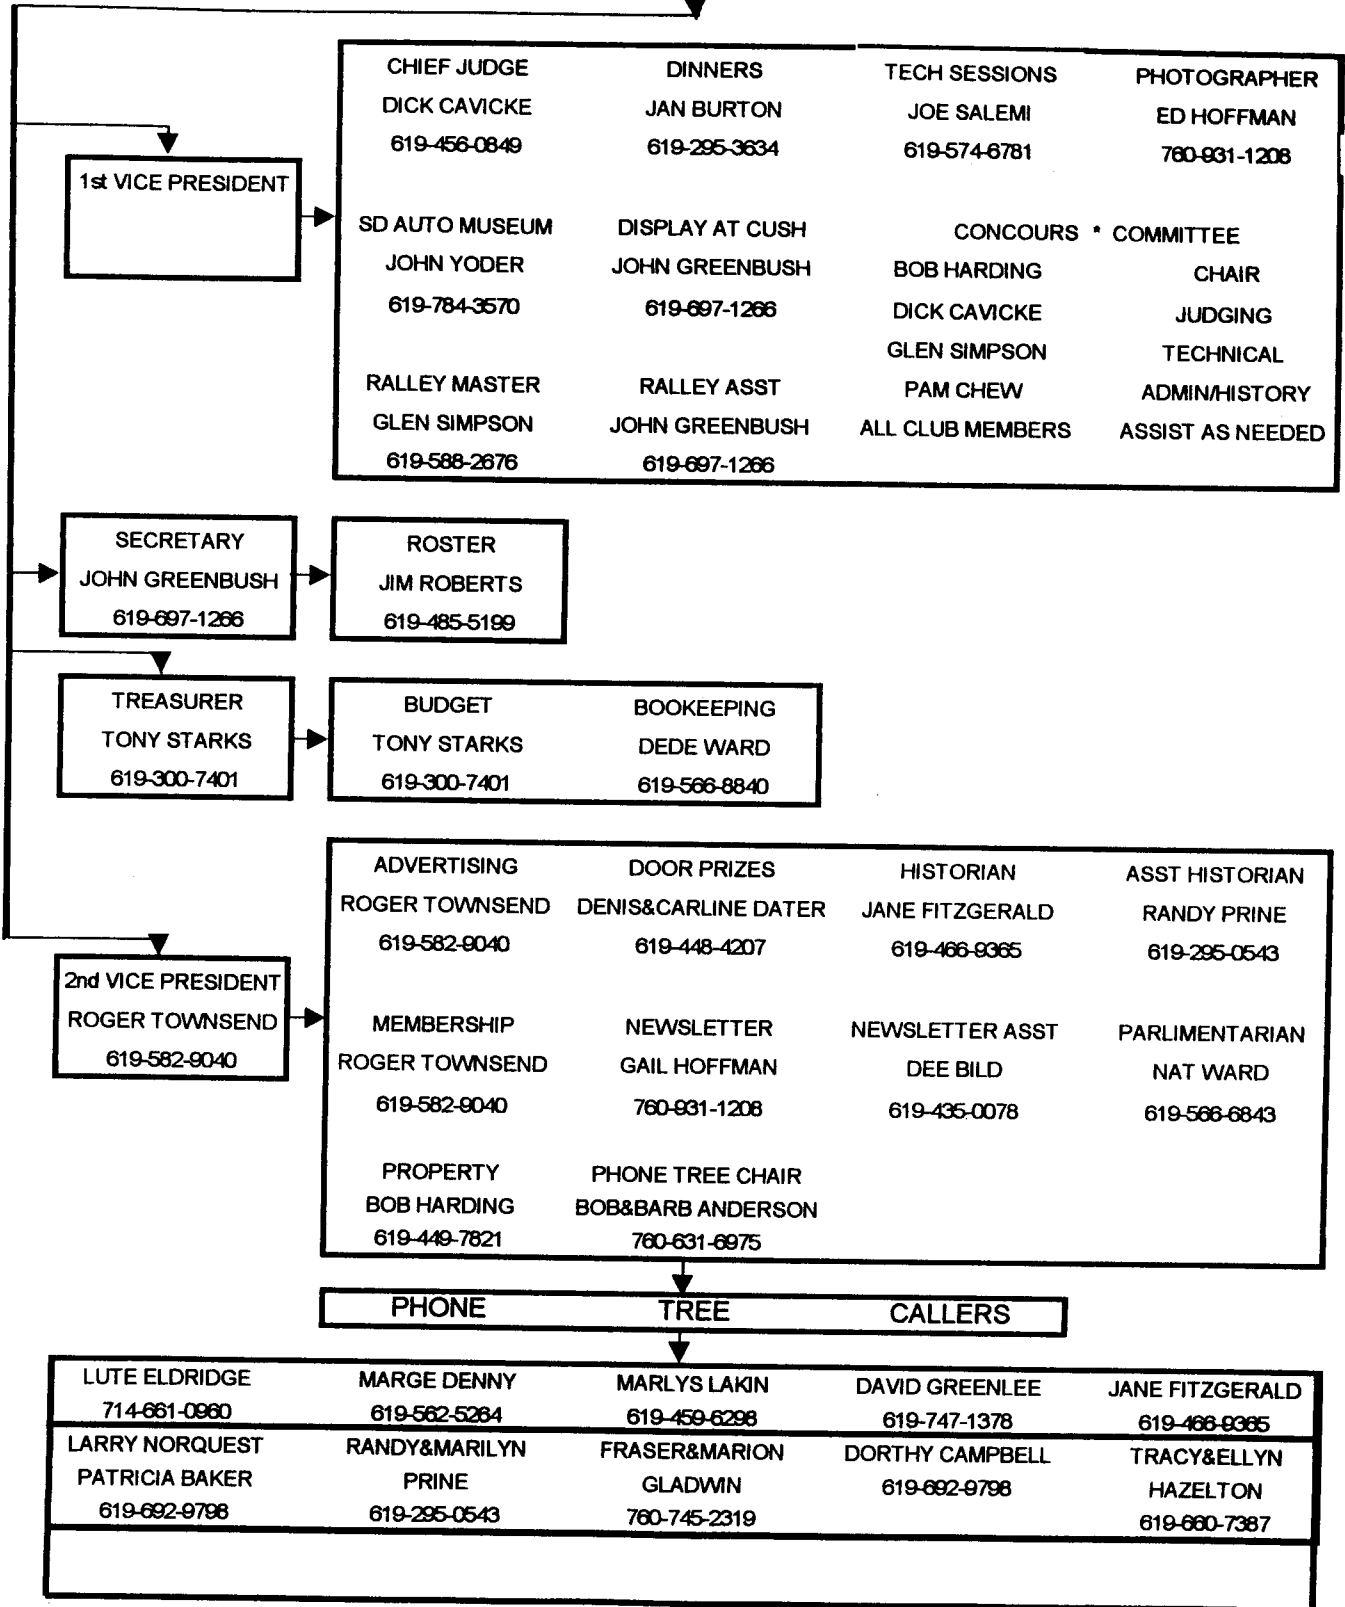 CHIEF JUDGE
DICK CAVICKE
619-456-0849
DINNERS
JAN BURTON
619-295-3634
TECH SESSIONS
JOE SALEMI
619-574-6781
PHOTOGRAPHER
ED HOFFMAN
760-931-1208
1st VICE PRESIDENT
SD AUTO MUSEUM
JOHN YODER
619-784-3570
DISPLAY AT CUSH
JOHN GREENBUSH
619-697-1266
CONCOURS * COMMITTEE
BOB HARDING CHAIR
DICK CAVICKE JUDGING
GLEN SIMPSON TECHNICAL
PAM CHEW ADMIN/HISTORY
ALL CLUB MEMBERS ASSIST AS NEEDED
RALLEY MASTER
GLEN SIMPSON
619-588-2676
RALLEY ASST
JOHN GREENBUSH
619-697-1266
SECRETARY
JOHN GREENBUSH
619-697-1266
ROSTER
JIM ROBERTS
619-485-5199
TREASURER
TONY STARKS
619-300-7401
BUDGET
TONY STARKS
619-300-7401
BOOKEEPING
DEDE WARD
619-566-8840
ADVERTISING
ROGER TOWNSEND
619-582-9040
DOOR PRIZES
DENIS&CARLINE DATER
619-448-4207
HISTORIAN
JANE FITZGERALD
619-466-9365
ASST HISTORIAN
RANDY PRINE
619-295-0543
2nd VICE PRESIDENT
ROGER TOWNSEND
619-582-9040
MEMBERSHIP
ROGER TOWNSEND
619-582-9040
NEWSLETTER
GAIL HOFFMAN
760-931-1208
NEWSLETTER ASST
DEE BILD
619-435-0078
PARLIMENTARIAN
NAT WARD
619-566-6843
PROPERTY
BOB HARDING
619-449-7821
PHONE TREE CHAIR
BOB&BARB ANDERSON
760-631-6975
PHONE TREE CALLERS
LUTE ELDRIDGE
714-661-0960
MARGE DENNY
619-562-5264
MARLYS LAKIN
619-459-6298
DAVID GREENLEE
619-747-1378
JANE FITZGERALD
619-466-9365
LARRY NORQUEST
PATRICIA BAKER
619-692-9798
RANDY&MARILYN
PRINE
619-295-0543
FRASER&MARION
GLADWIN
760-745-2319
DORTHY CAMPBELL
619-692-9798
TRACY&ELLYN
HAZELTON
619-660-7387